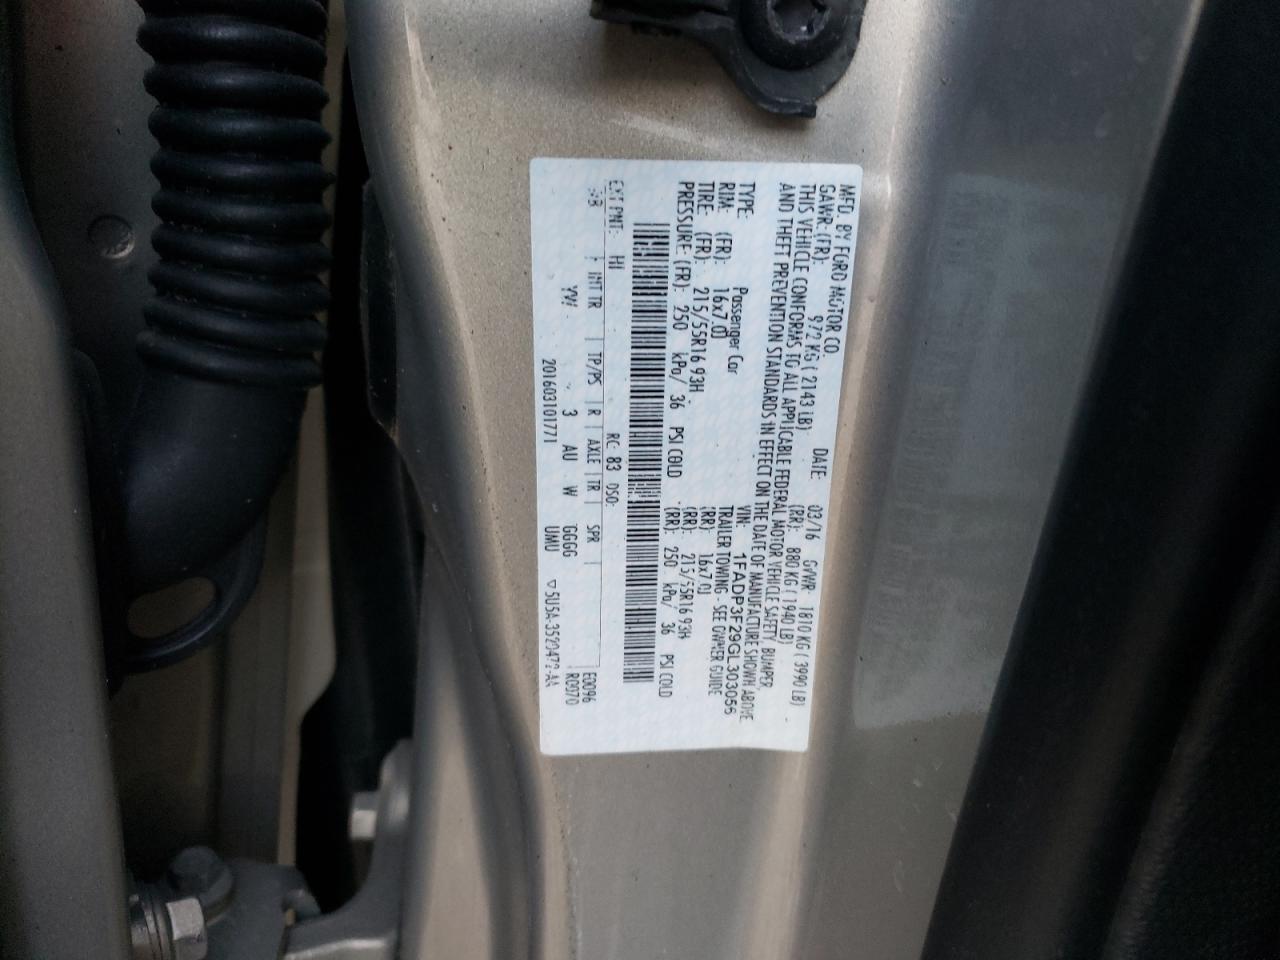 MFD. BY FORD MOTOR CO.
DATE: 03/16 GVWR: 1810 KG ( 3990 LB)
GAWR: (FR): 972 KG ( 2143 LB) (RR): 880 KG ( 1940 LB)
THIS VEHICLE CONFORMS TO ALL APPLICABLE FEDERAL MOTOR VEHICLE SAFETY, BUMPER,
AND THEFT PREVENTION STANDARDS IN EFFECT ON THE DATE OF MANUFACTURE SHOWN ABOVE
VIN: 1FADP3F29GL303056
TYPE: Passenger Car TRAILER TOWING - SEE OWNER GUIDE
RIM: (FR): 16x7.0J (RR): 16x7.0J
TIRE: (FR): 215/55R16 93H (RR): 215/55R16 93H
PRESSURE: (FR): 250 kPa/ 36 PSI COLD (RR): 250 kPa/ 36 PSI COLD
EXT PNT: HI RC: 83 DSO:
INT TR | TP/PS | R | AXLE | TR | SPR | E0096
3 AU W GGGG R0070
201603101771 UMU ▽ 5U5A-3520472-AA